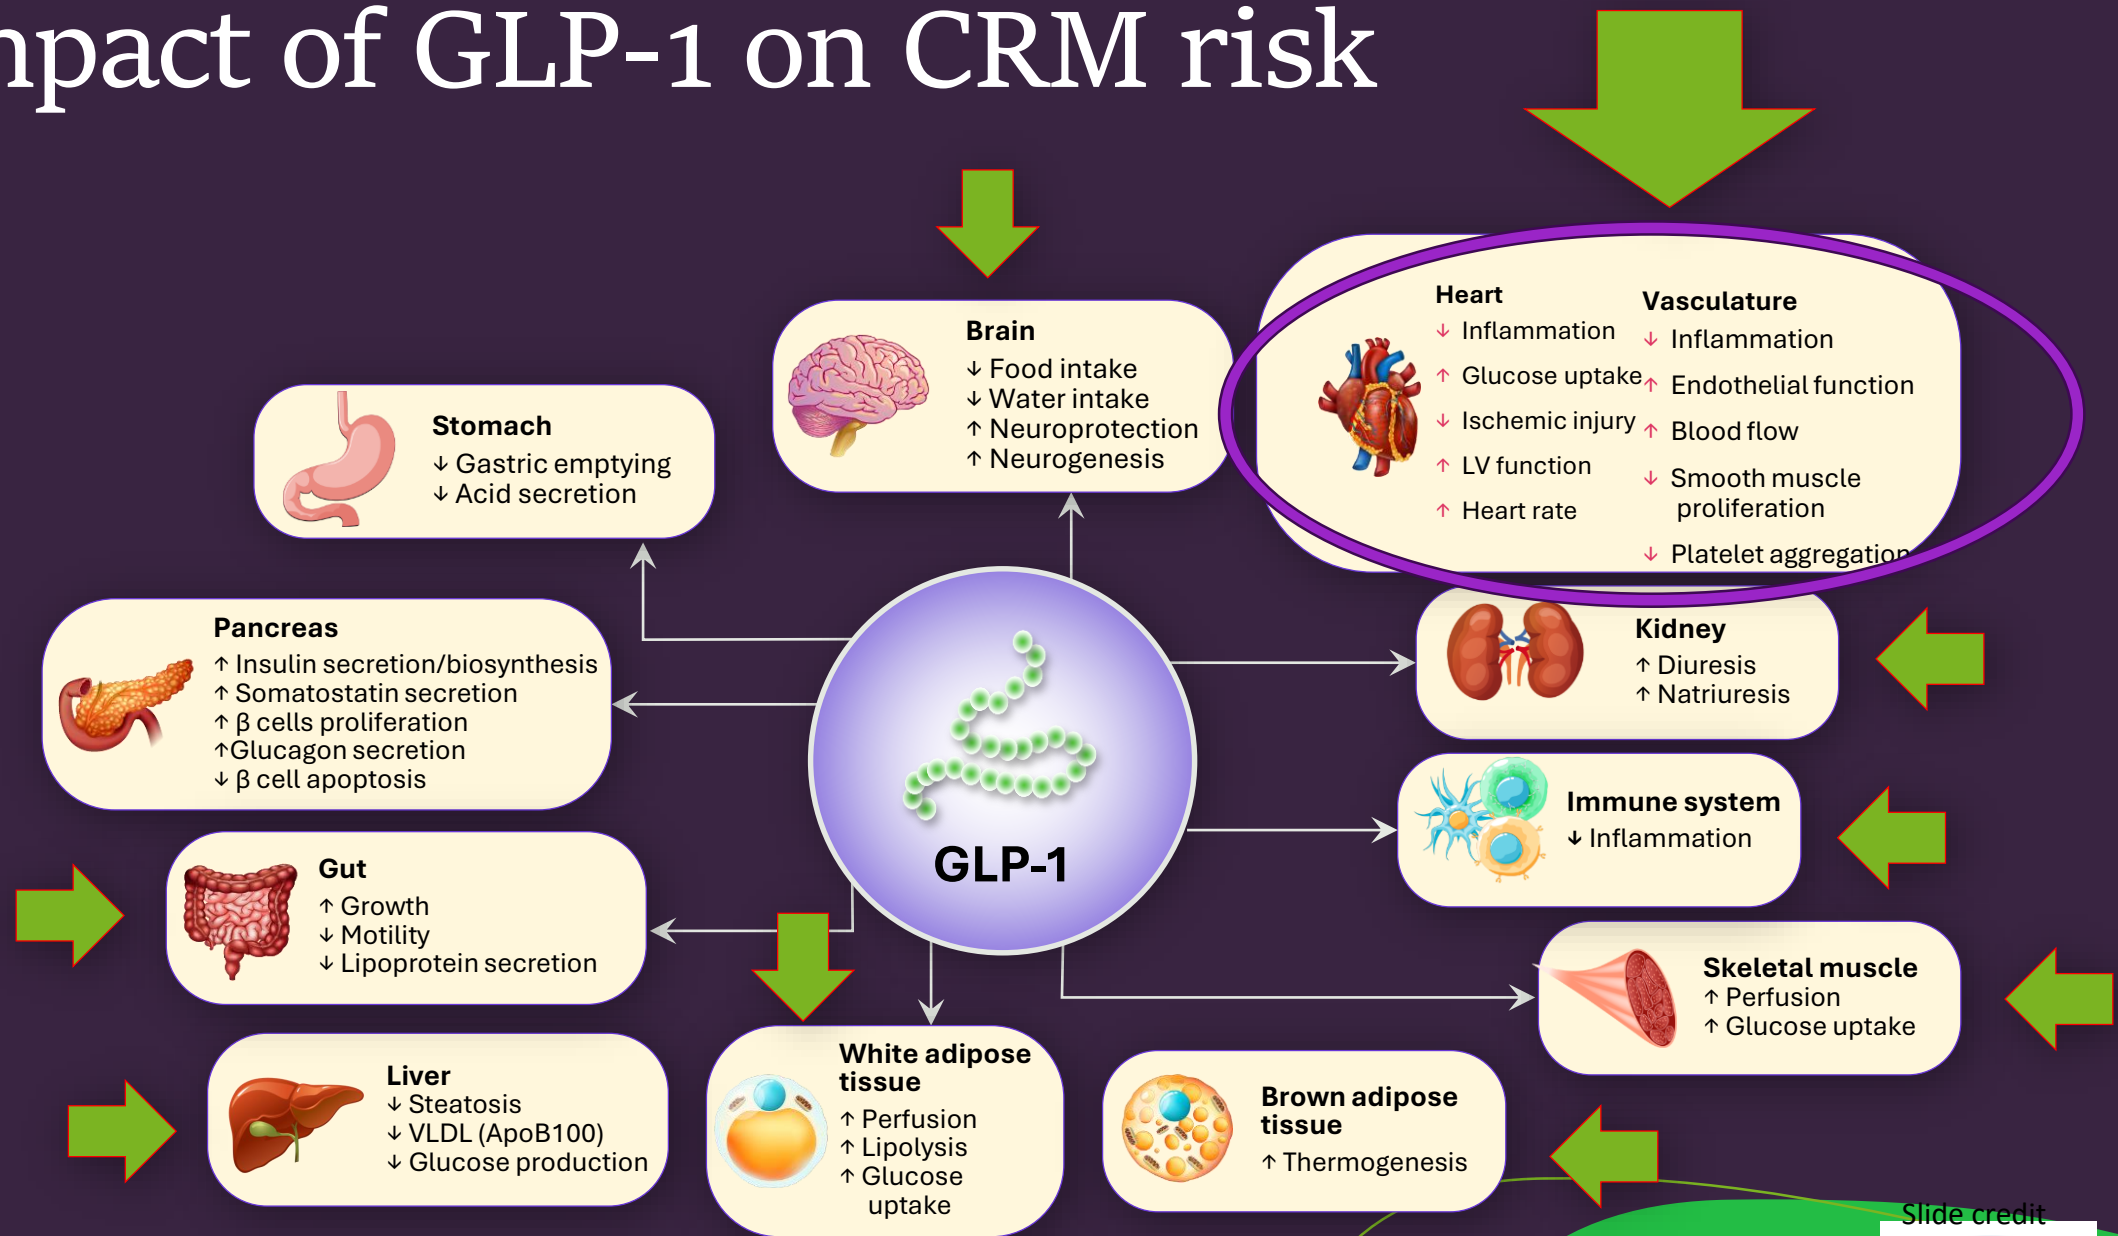 mpact of GLP-1 on CRM risk
Brain
↓ Food intake
↓ Water intake
↑ Neuroprotection
↑ Neurogenesis
Heart
↓ Inflammation
↑ Glucose uptake
↓ Ischemic injury
↑ LV function
↑ Heart rate
Vasculature
↓ Inflammation
↑ Endothelial function
↑ Blood flow
↓ Smooth muscle
proliferation
↓ Platelet aggregation
Stomach
↓ Gastric emptying
↓ Acid secretion
Pancreas
↑ Insulin secretion/biosynthesis
↑ Somatostatin secretion
↑ β cells proliferation
↑Glucagon secretion
↓ β cell apoptosis
Kidney
↑ Diuresis
↑ Natriuresis
GLP-1
Immune system
↓ Inflammation
Gut
↑ Growth
↓ Motility
↓ Lipoprotein secretion
Skeletal muscle
↑ Perfusion
↑ Glucose uptake
Liver
↓ Steatosis
↓ VLDL (ApoB100)
↓ Glucose production
White adipose
tissue
↑ Perfusion
↑ Lipolysis
↑ Glucose
uptake
Brown adipose
tissue
↑ Thermogenesis
Slide credit